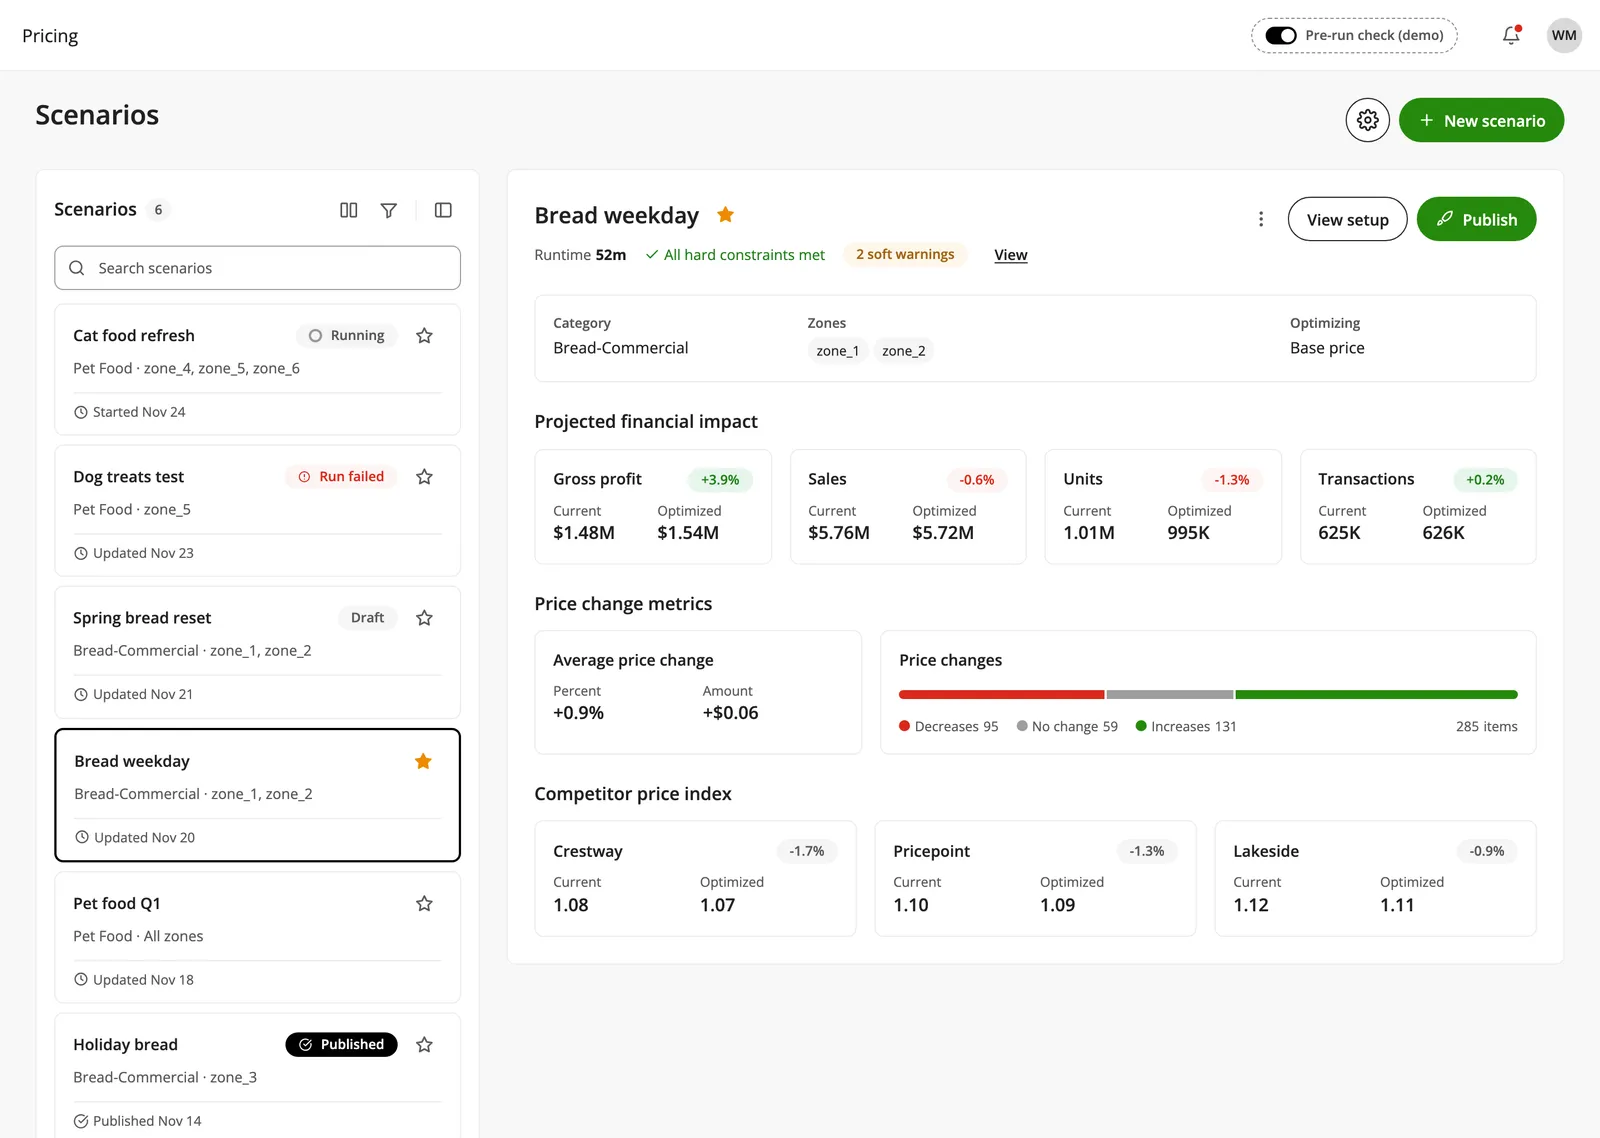 Pricing
Pre-run check (demo)
WM
Scenarios
New scenario
Scenarios 6
Search scenarios
Cat food refresh
Running
Pet Food · zone_4, zone_5, zone_6
Started Nov 24
Dog treats test
Run failed
Pet Food · zone_5
Updated Nov 23
Spring bread reset
Draft
Bread-Commercial · zone_1, zone_2
Updated Nov 21
Bread weekday
Bread-Commercial · zone_1, zone_2
Updated Nov 20
Pet food Q1
Pet Food · All zones
Updated Nov 18
Holiday bread
Published
Bread-Commercial · zone_3
Published Nov 14
Bread weekday
View setup
Publish
Runtime 52m
All hard constraints met
2 soft warnings
View
Category
Bread-Commercial
Zones
zone_1 zone_2
Optimizing
Base price
Projected financial impact
Gross profit +3.9%
Current Optimized
$1.48M $1.54M
Sales -0.6%
Current Optimized
$5.76M $5.72M
Units -1.3%
Current Optimized
1.01M 995K
Transactions +0.2%
Current Optimized
625K 626K
Price change metrics
Average price change
Percent Amount
+0.9% +$0.06
Price changes
Decreases 95 No change 59 Increases 131 285 items
Competitor price index
Crestway -1.7%
Current Optimized
1.08 1.07
Pricepoint -1.3%
Current Optimized
1.10 1.09
Lakeside -0.9%
Current Optimized
1.12 1.11